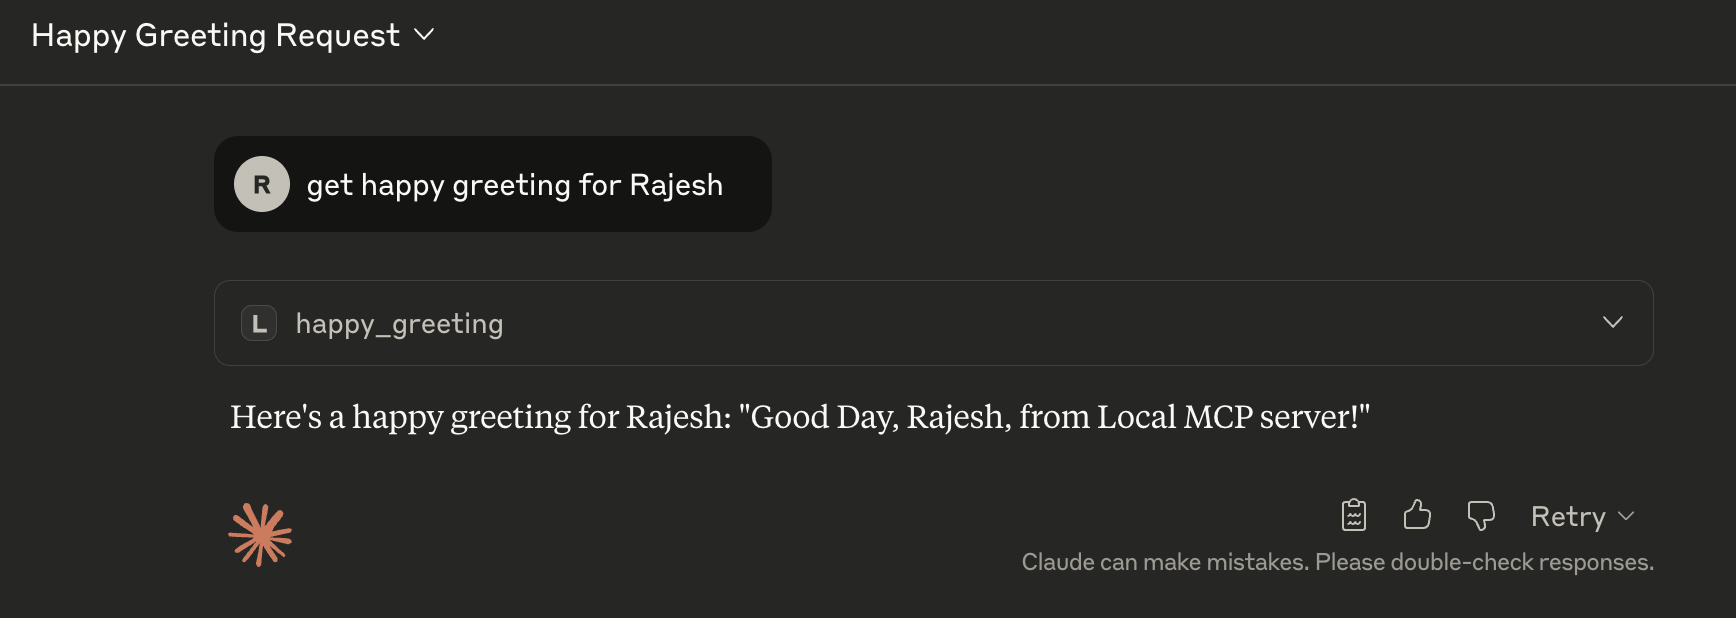 Happy Greeting Request
R get happy greeting for Rajesh
L happy_greeting
Here's a happy greeting for Rajesh: "Good Day, Rajesh, from Local MCP server!"
Retry
Claude can make mistakes. Please double-check responses.